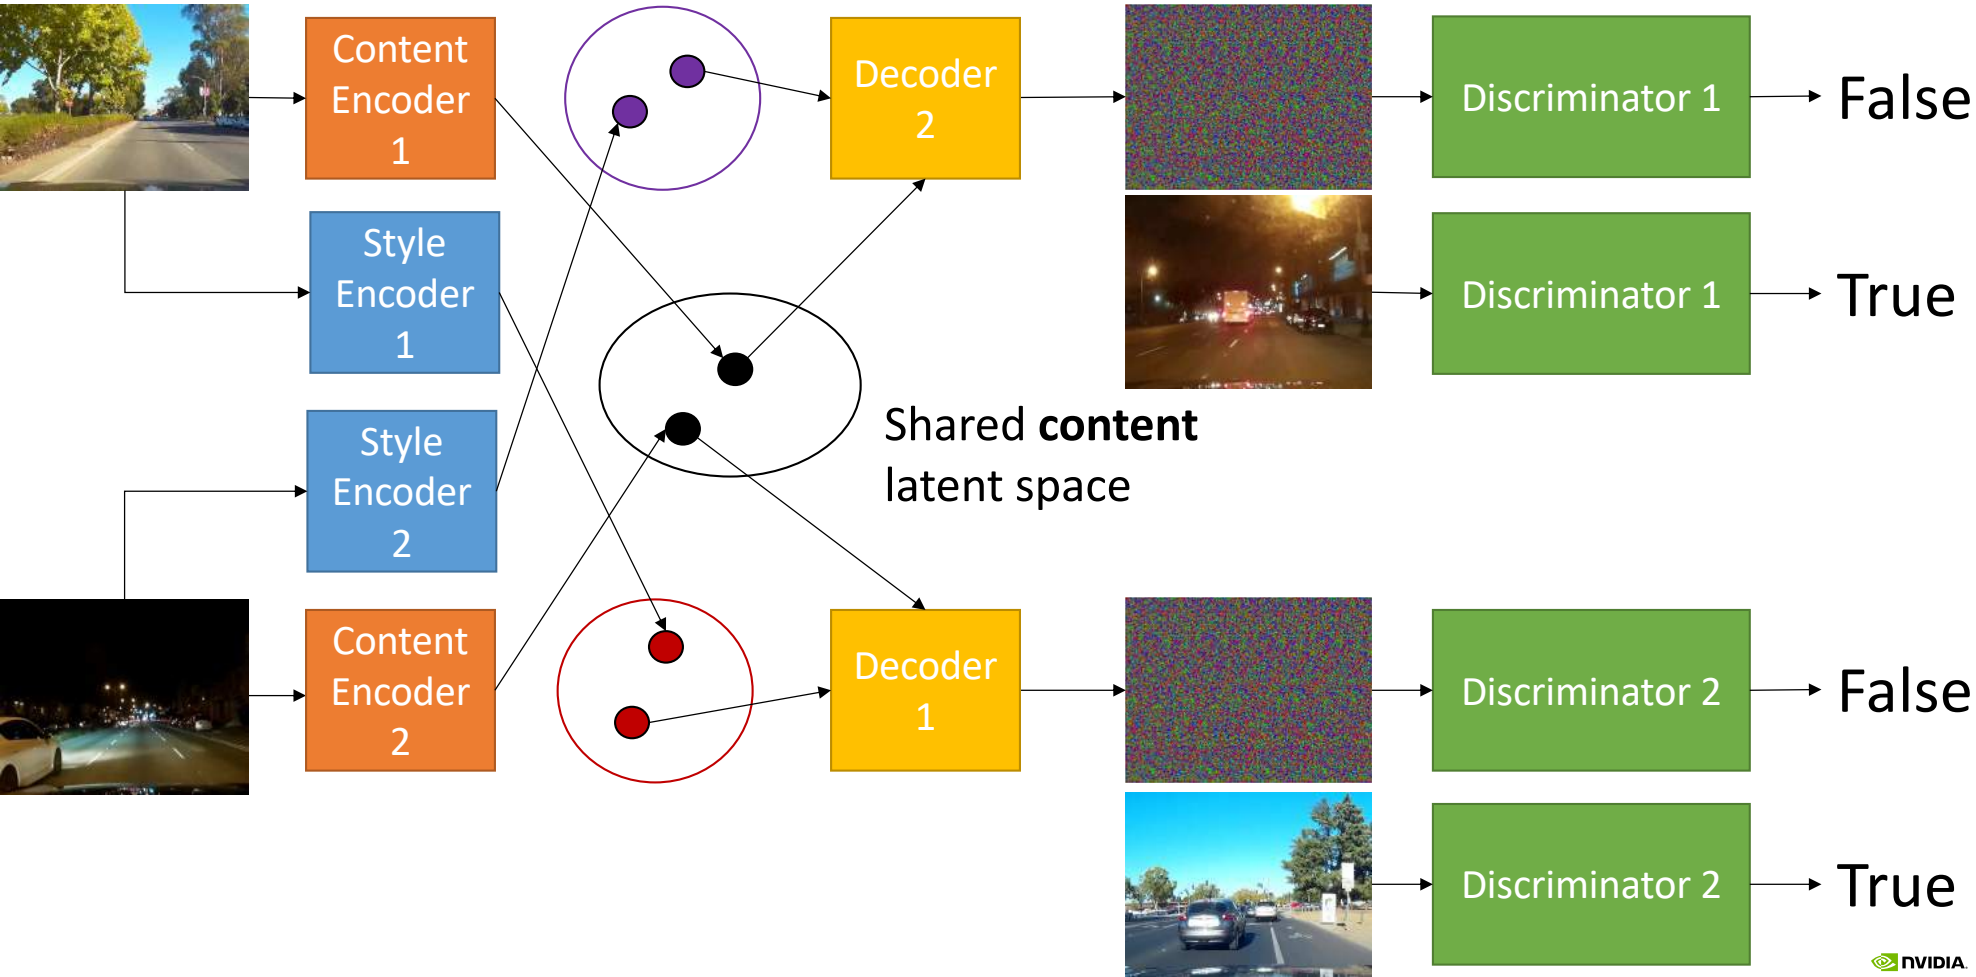 Content
Encoder
1
Decoder
2
Discriminator 1
False
Style
Encoder
1
Discriminator 1
True
Style
Encoder
2
Shared content
latent space
Content
Encoder
2
Decoder
1
Discriminator 2
False
Discriminator 2
True
NVIDIA